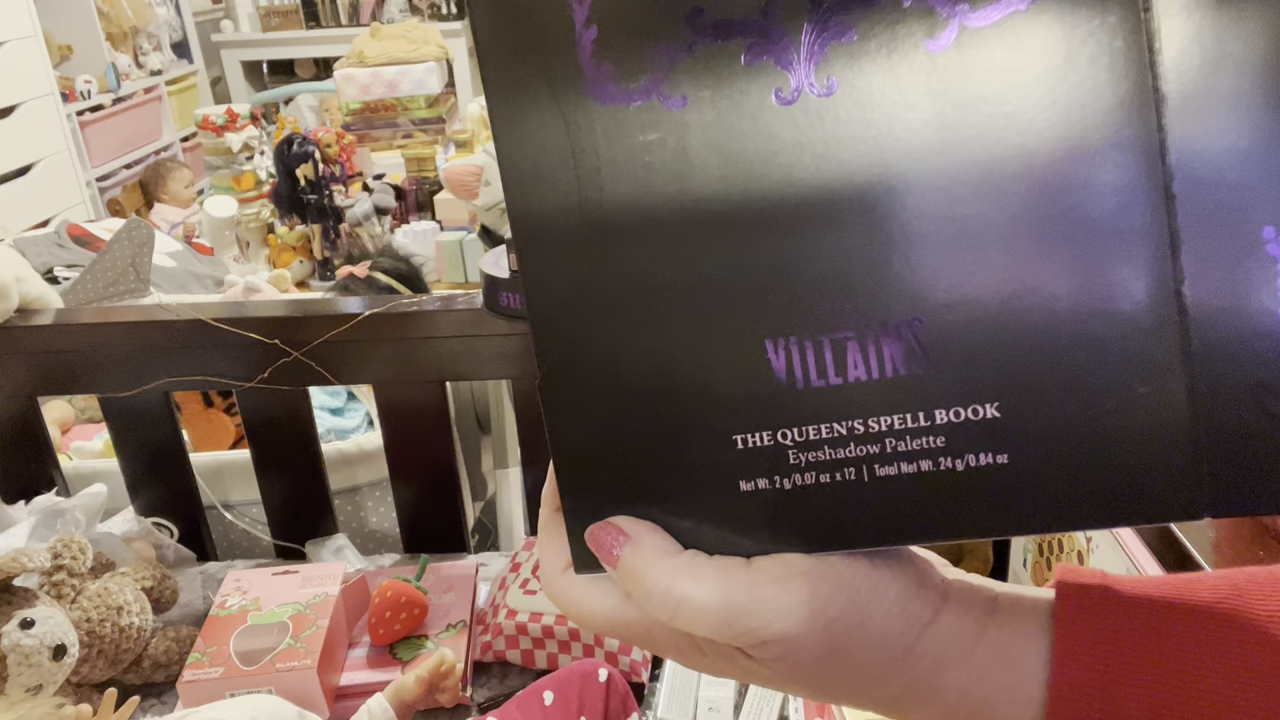 VILLAINS
THE QUEEN'S SPELL BOOK
Eyeshadow Palette
Net Wt. 2 g/0.07 oz x 12 | Total Net Wt. 24 g/0.84 oz
GLAMLITE